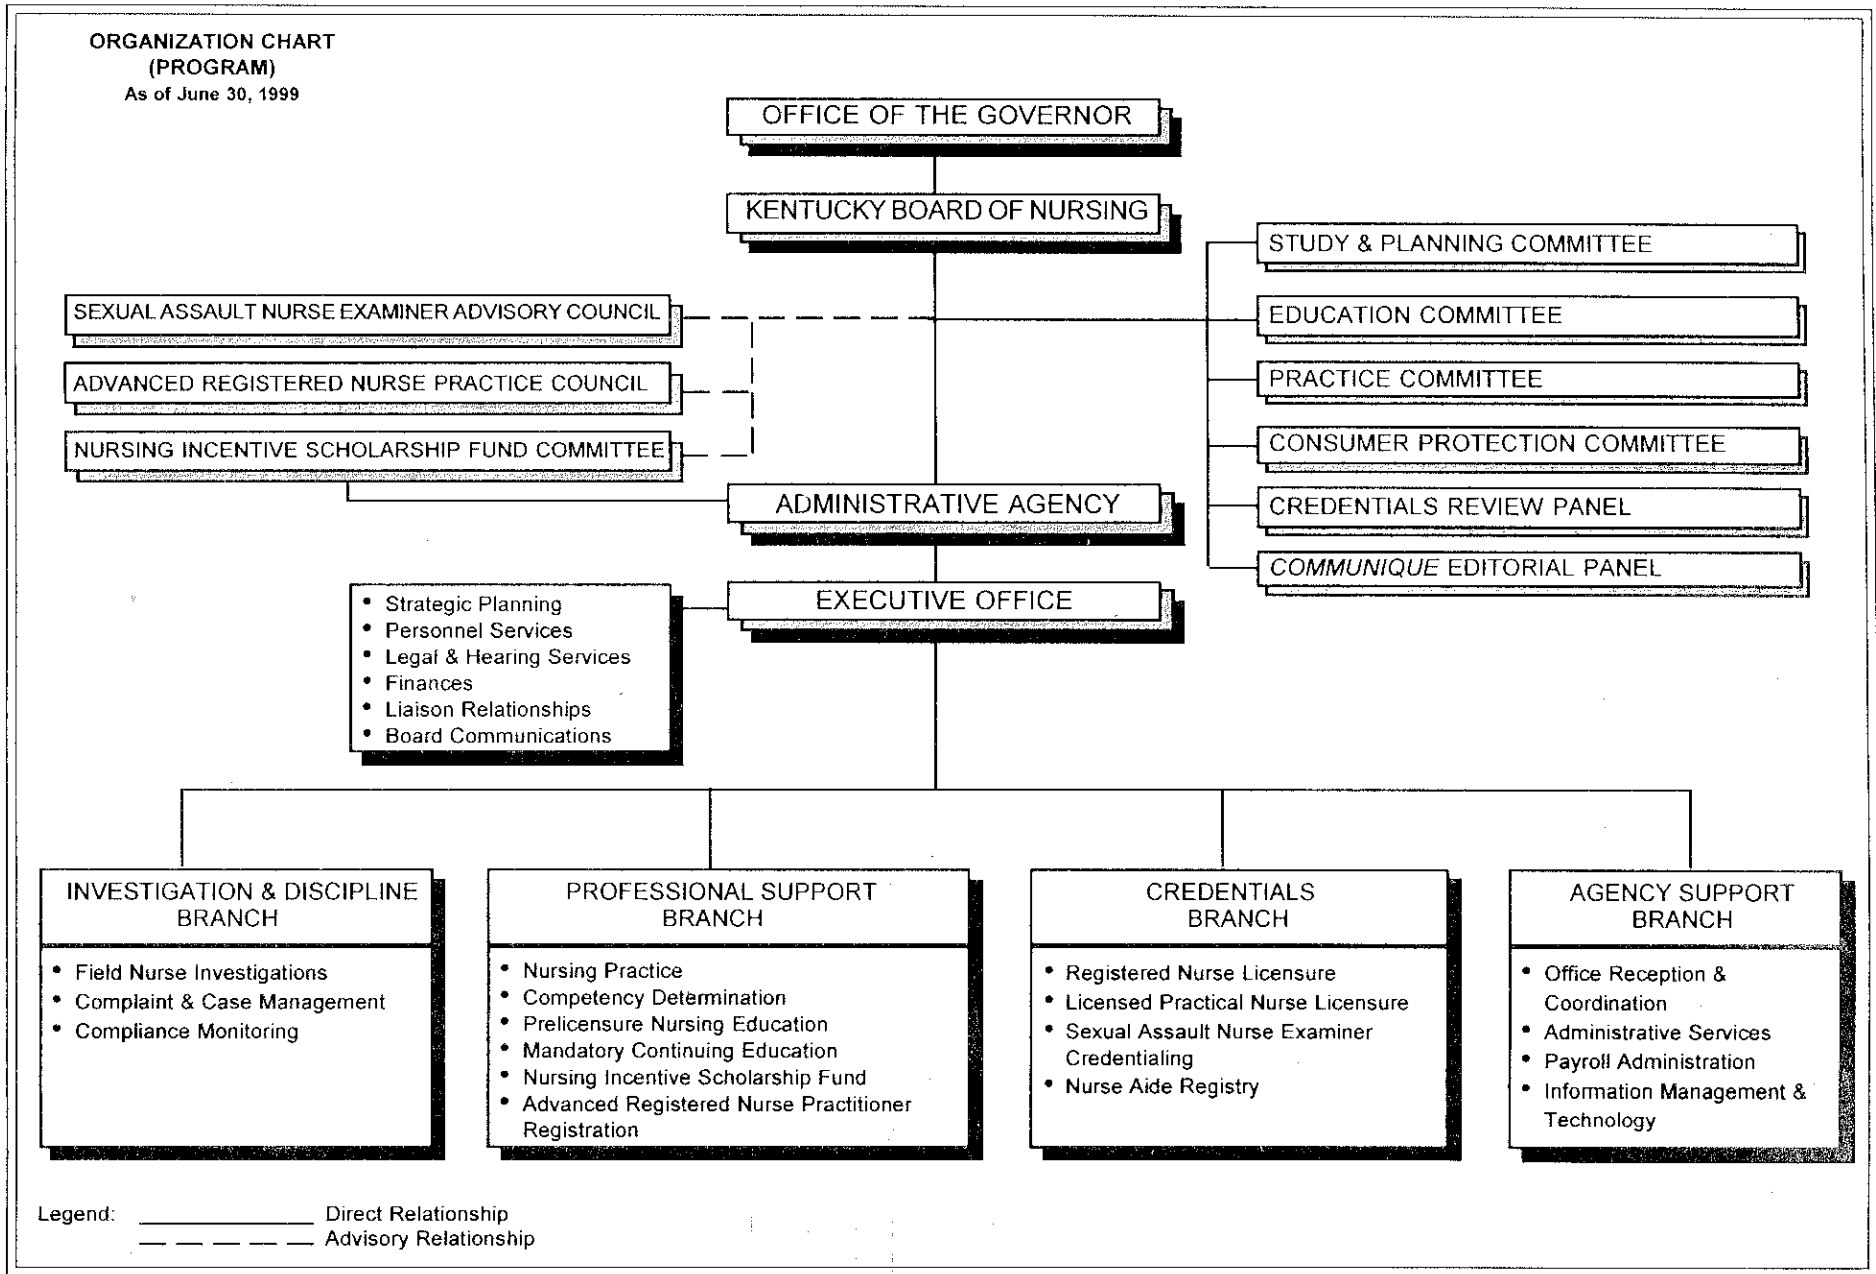 ORGANIZATION CHART
(PROGRAM)
As of June 30, 1999
OFFICE OF THE GOVERNOR
KENTUCKY BOARD OF NURSING
STUDY & PLANNING COMMITTEE
EDUCATION COMMITTEE
PRACTICE COMMITTEE
CONSUMER PROTECTION COMMITTEE
CREDENTIALS REVIEW PANEL
COMMUNIQUE EDITORIAL PANEL
SEXUAL ASSAULT NURSE EXAMINER ADVISORY COUNCIL
ADVANCED REGISTERED NURSE PRACTICE COUNCIL
NURSING INCENTIVE SCHOLARSHIP FUND COMMITTEE
ADMINISTRATIVE AGENCY
EXECUTIVE OFFICE
• Strategic Planning
• Personnel Services
• Legal & Hearing Services
• Finances
• Liaison Relationships
• Board Communications
INVESTIGATION & DISCIPLINE
BRANCH
• Field Nurse Investigations
• Complaint & Case Management
• Compliance Monitoring
PROFESSIONAL SUPPORT
BRANCH
• Nursing Practice
• Competency Determination
• Prelicensure Nursing Education
• Mandatory Continuing Education
• Nursing Incentive Scholarship Fund
• Advanced Registered Nurse Practitioner
Registration
CREDENTIALS
BRANCH
• Registered Nurse Licensure
• Licensed Practical Nurse Licensure
• Sexual Assault Nurse Examiner
Credentialing
• Nurse Aide Registry
AGENCY SUPPORT
BRANCH
• Office Reception &
Coordination
• Administrative Services
• Payroll Administration
• Information Management &
Technology
Legend: Direct Relationship
Advisory Relationship